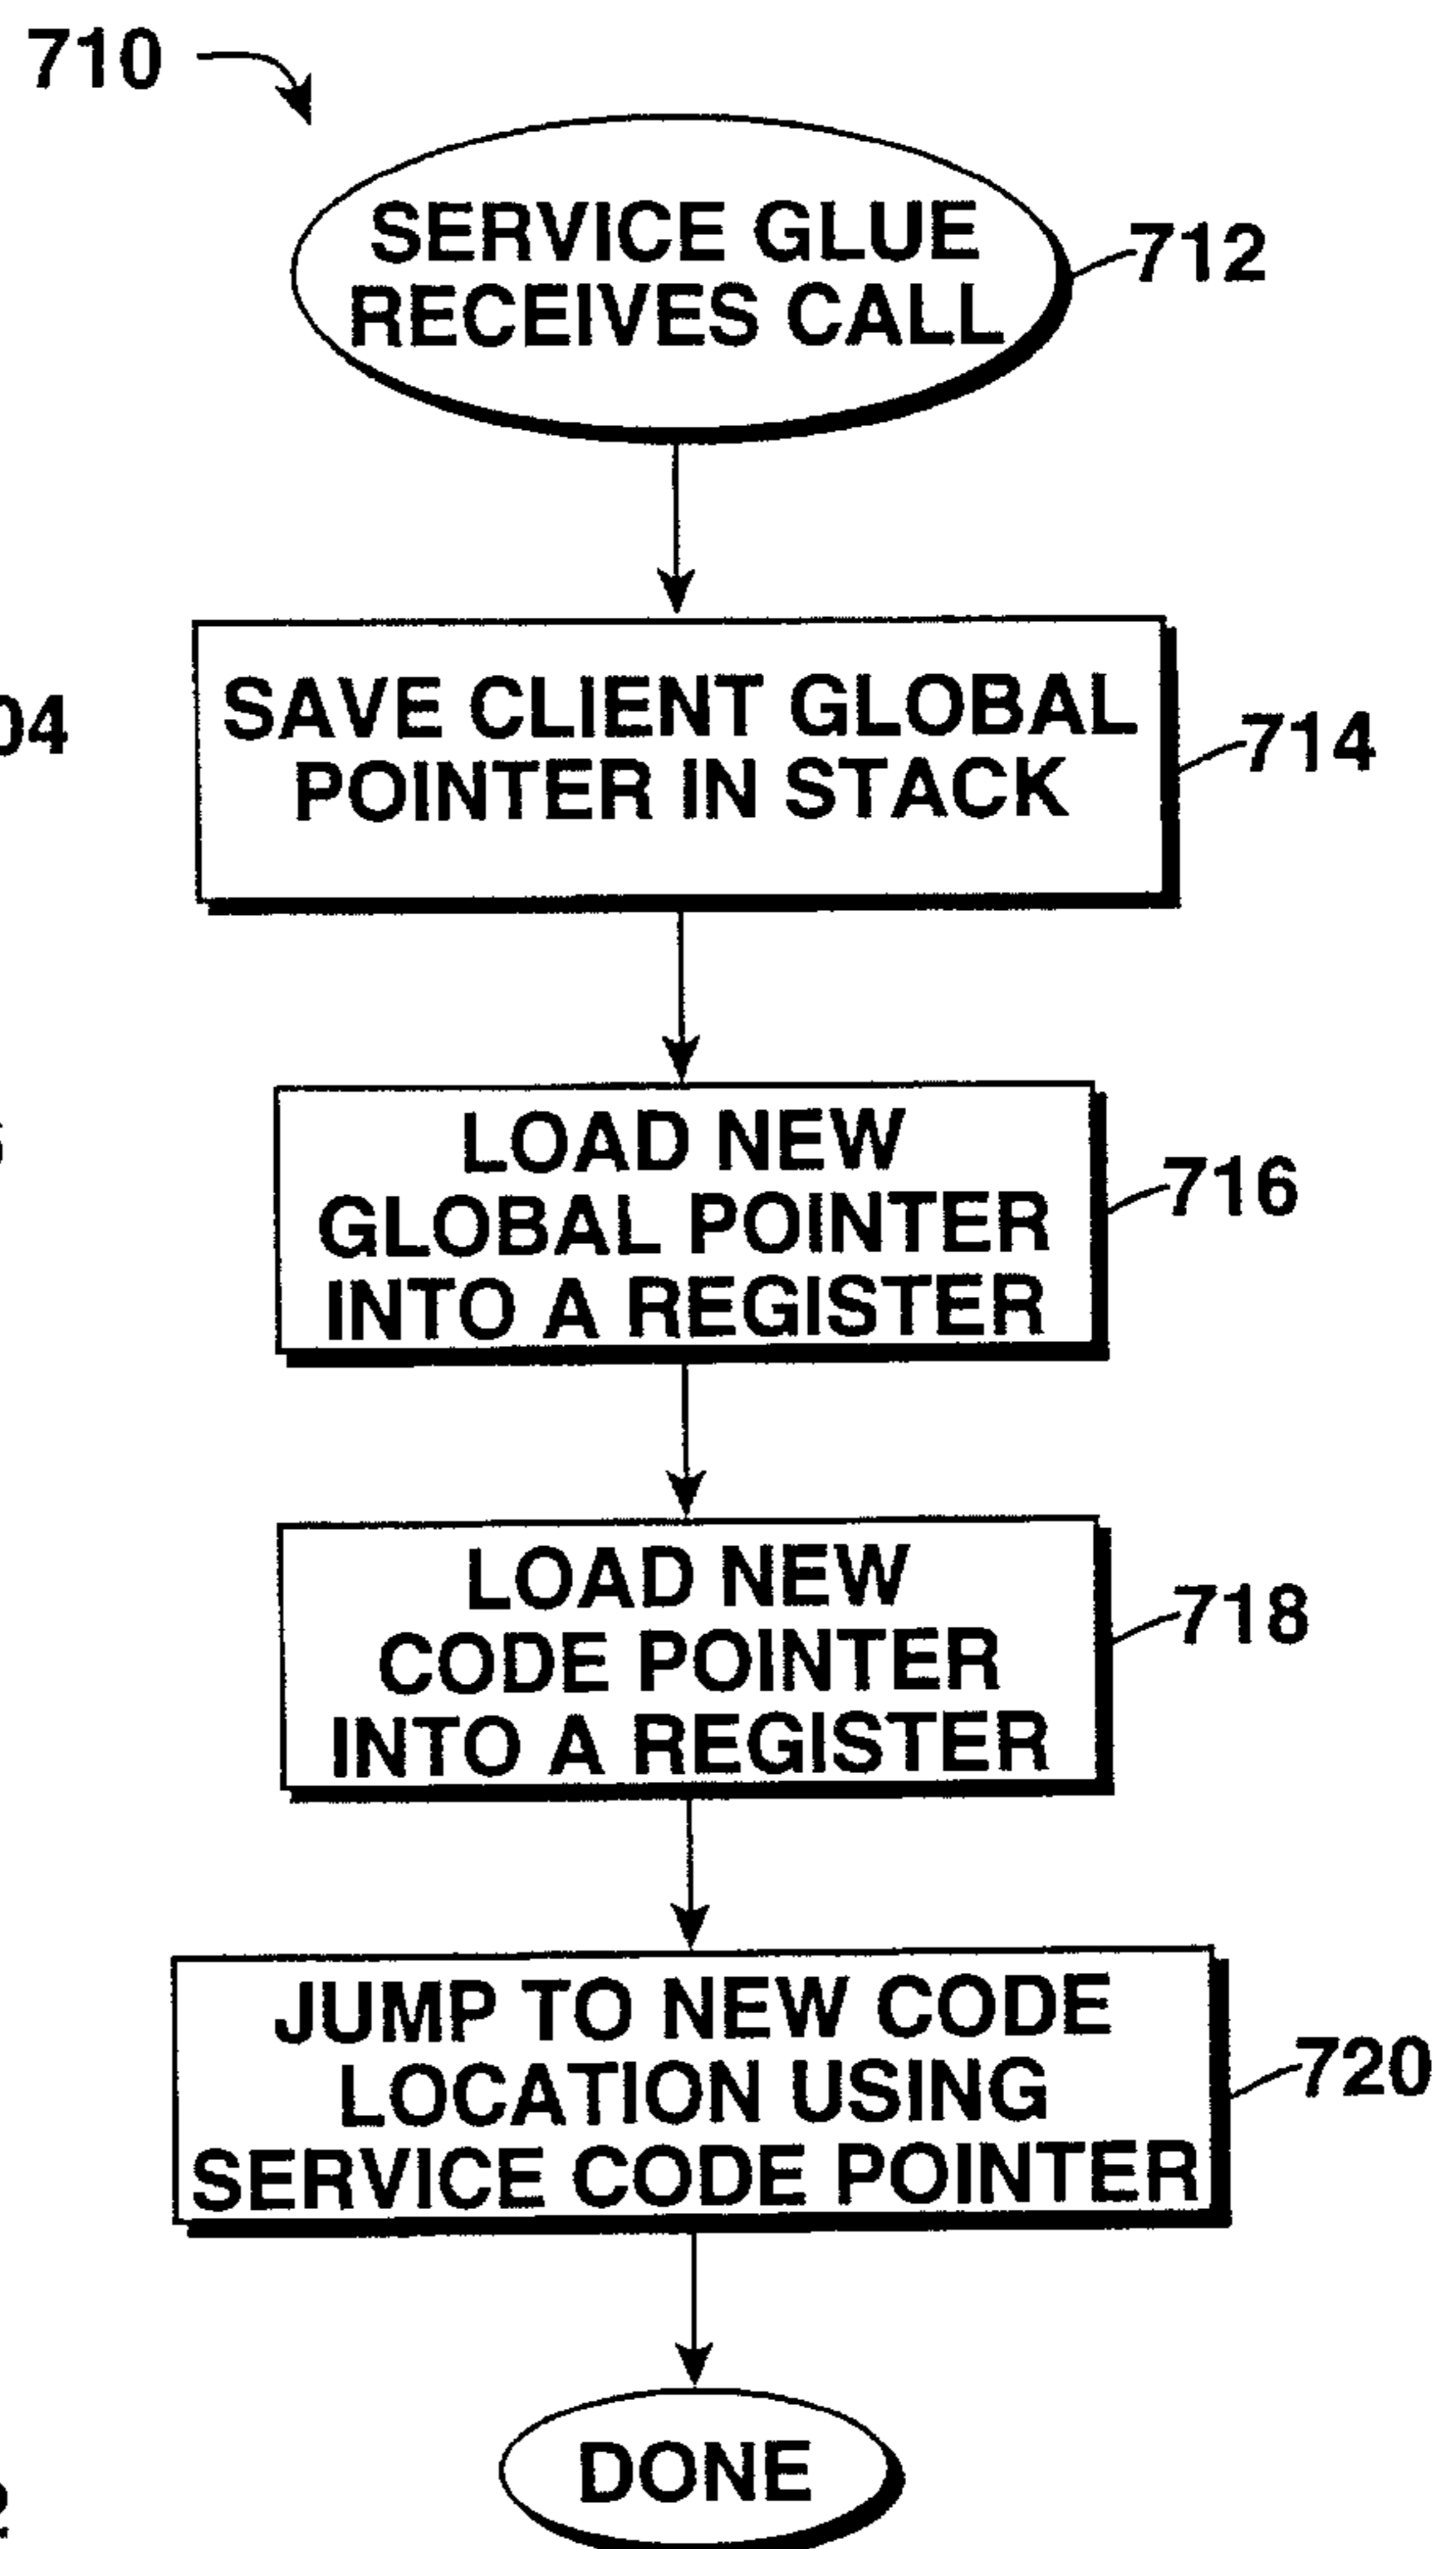 710
SERVICE GLUE
RECEIVES CALL
712
SAVE CLIENT GLOBAL
POINTER IN STACK
714
04
LOAD NEW
GLOBAL POINTER
INTO A REGISTER
716
LOAD NEW
CODE POINTER
INTO A REGISTER
718
JUMP TO NEW CODE
LOCATION USING
SERVICE CODE POINTER
720
DONE